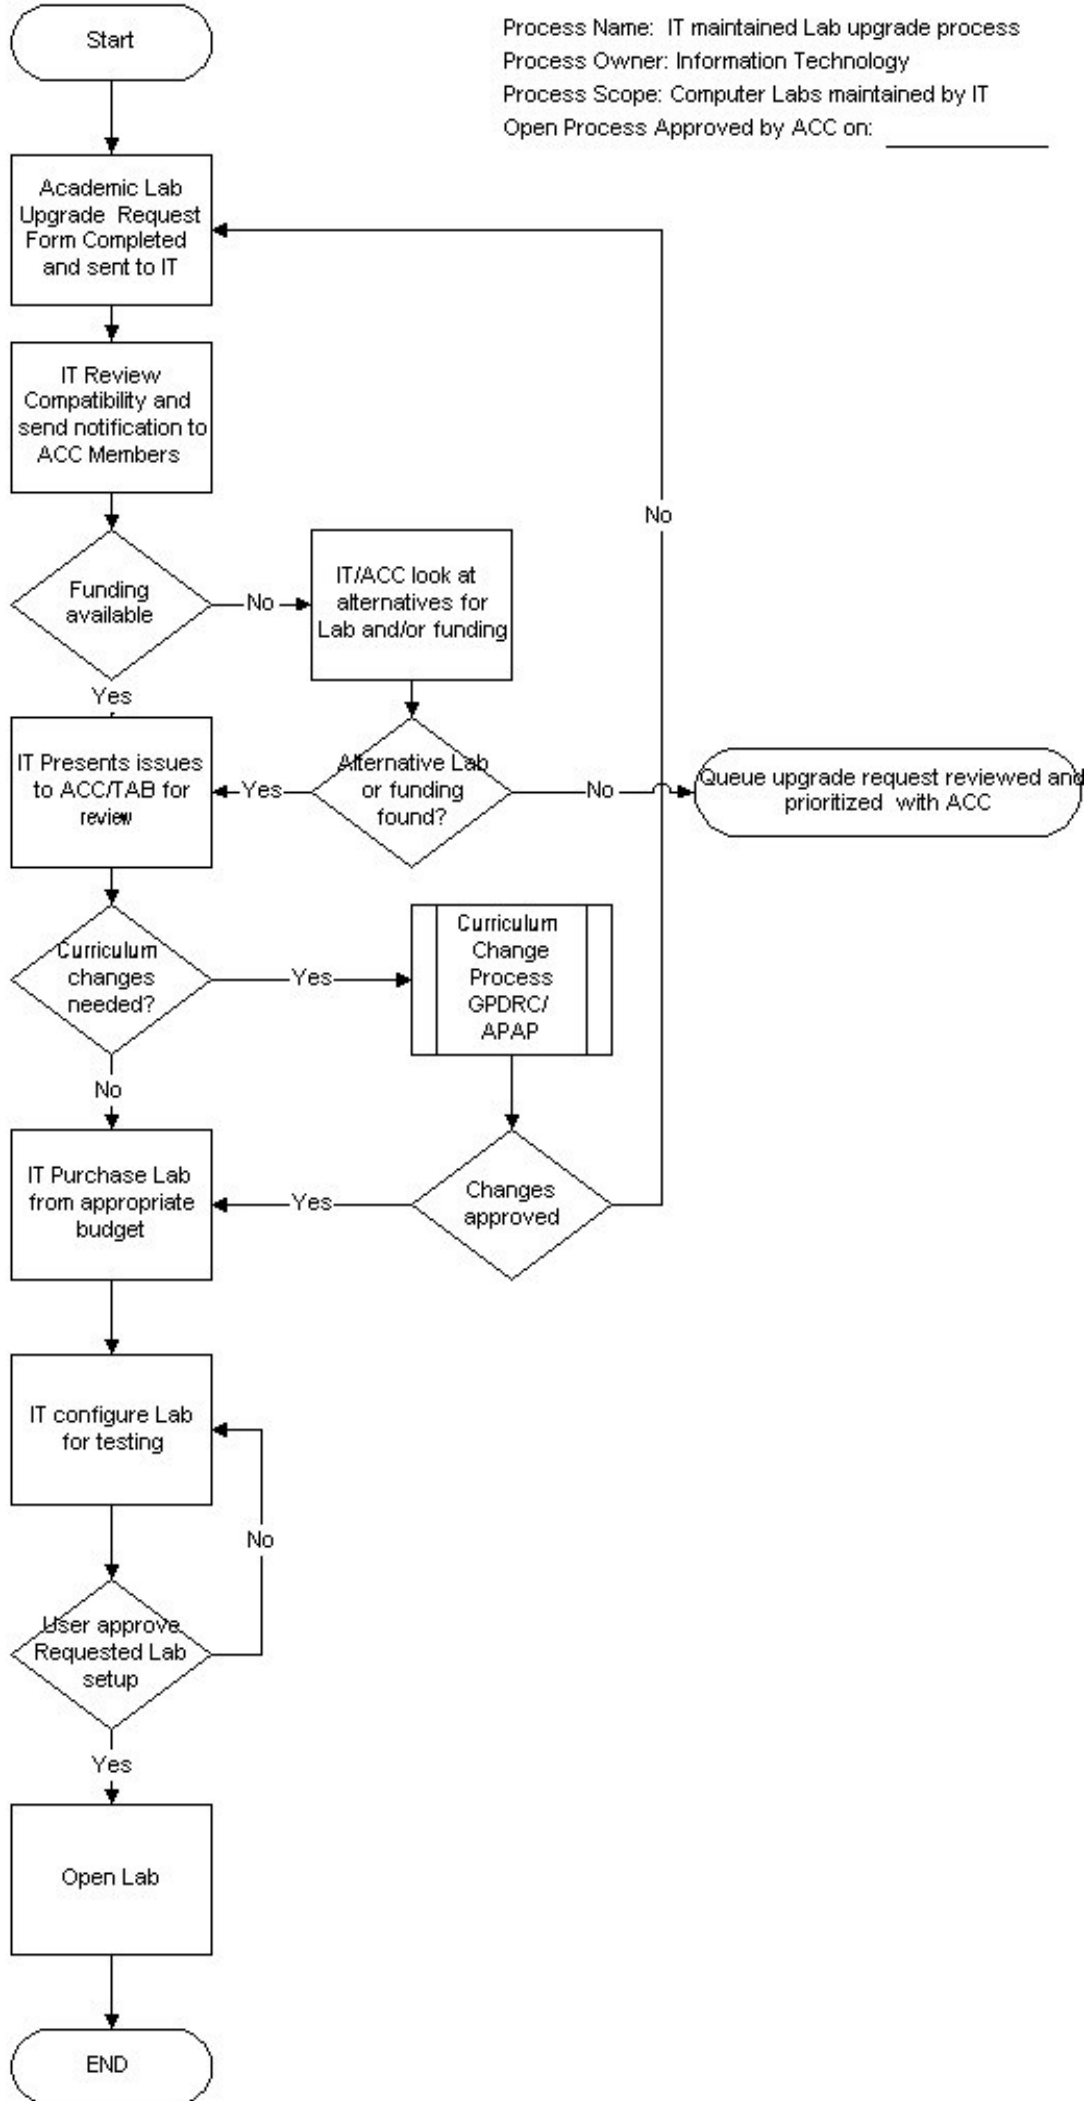 Start
Process Name: IT maintained Lab upgrade process
Process Owner: Information Technology
Process Scope: Computer Labs maintained by IT
Open Process Approved by ACC on:
Academic Lab
Upgrade Request
Form Completed
and sent to IT
IT Review
Compatibility and
send notification to
ACC Members
No
Funding
available
No
IT/ACC look at
alternatives for
Lab and/or funding
Yes
IT Presents issues
to ACC/TAB for
review
Yes
Alternative Lab
or funding
found?
No
Queue upgrade request reviewed and
prioritized with ACC
Curriculum
changes
needed?
Yes
Curriculum
Change
Process
GPDRC/
APAP
No
IT Purchase Lab
from appropriate
budget
Yes
Changes
approved
IT configure Lab
for testing
No
User approve
Requested Lab
setup
Yes
Open Lab
END